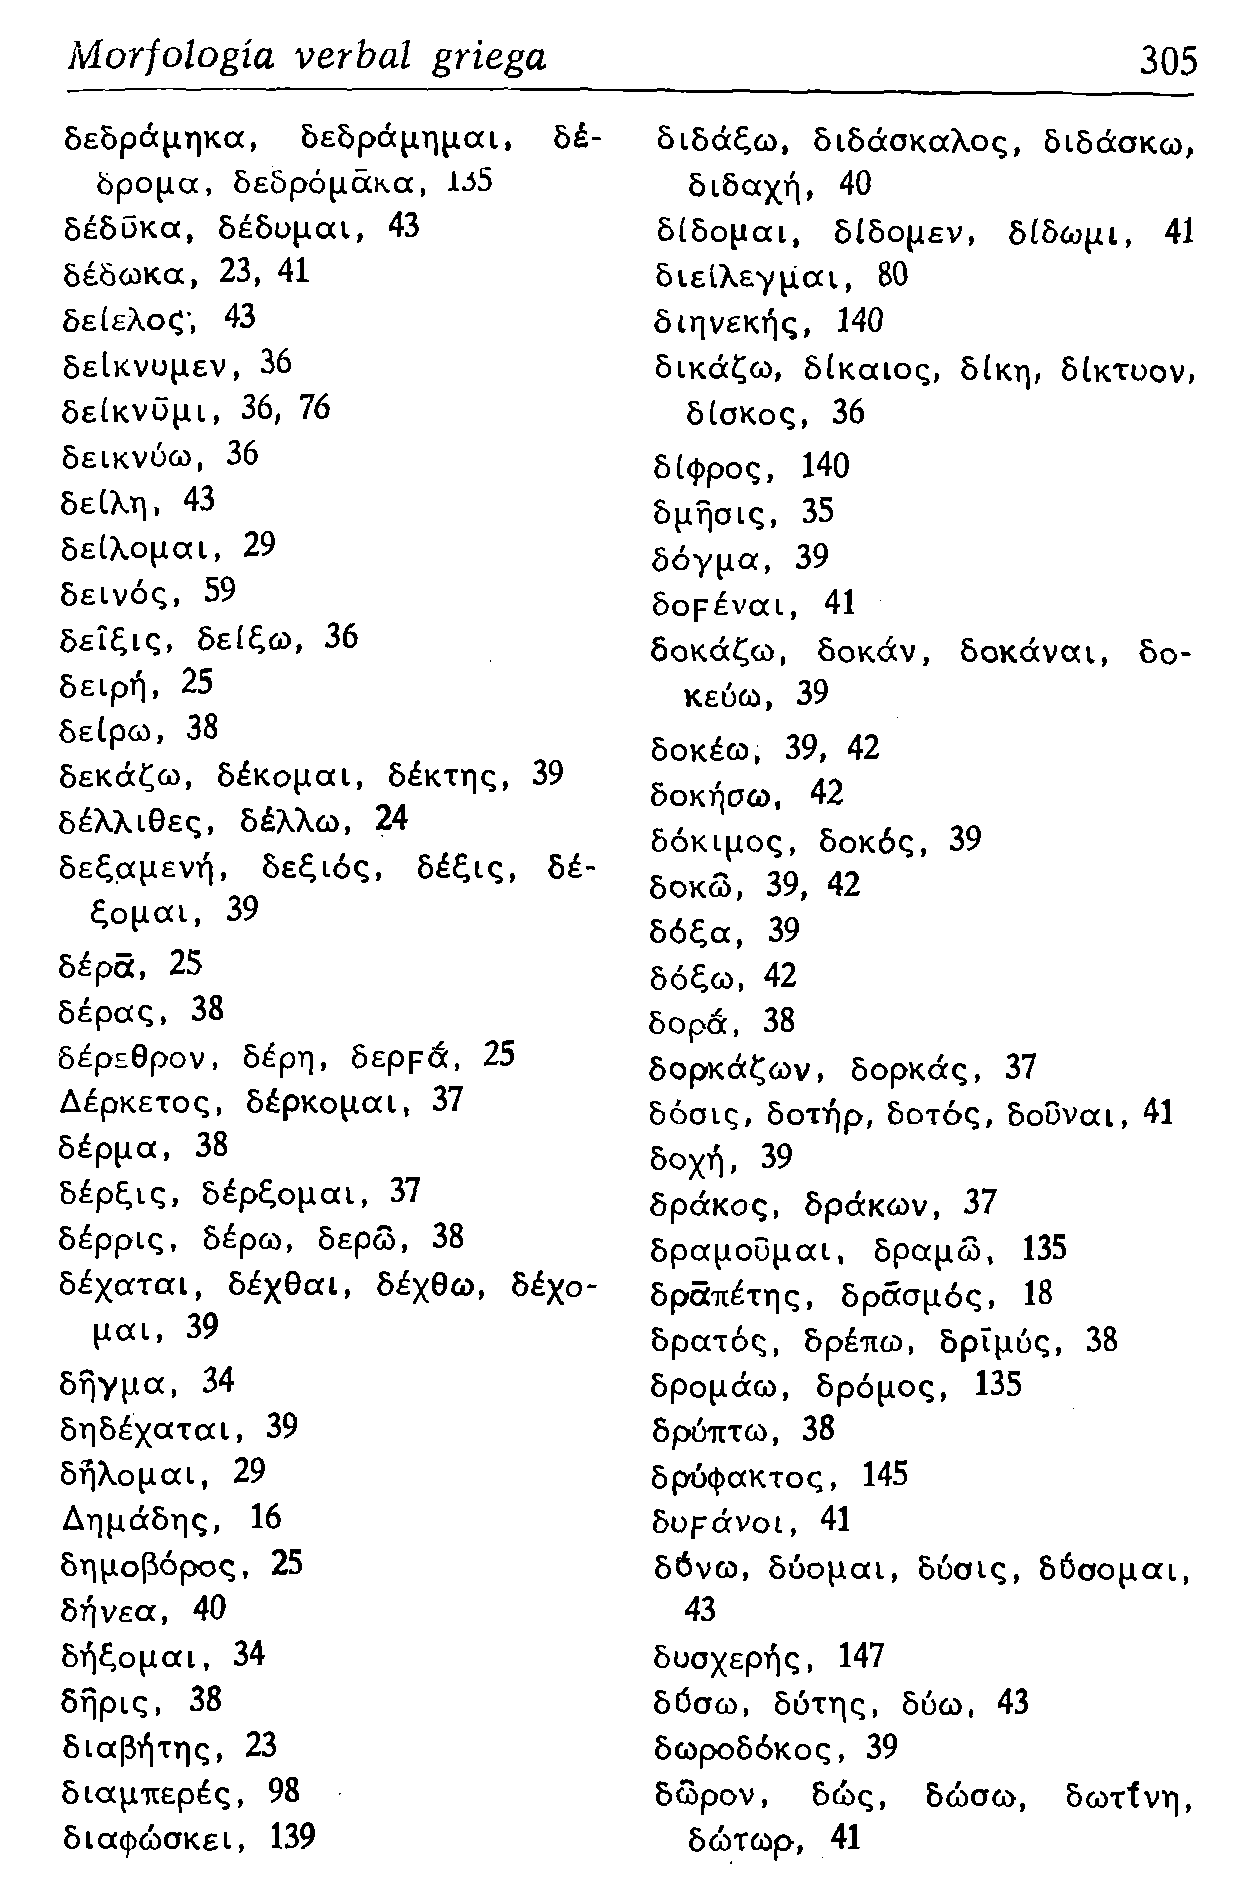 Morfología verbal griega 305
δεδράμηκα, δεδράμημαι, δέ-
δρομα, δεδρόμᾱκα, 135
δέδῡκα, δέδυμαι, 43
δέδωκα, 23, 41
δείελος, 43
δείκνυμεν, 36
δείκνῡμι, 36, 76
δεικνύω, 36
δείλη, 43
δείλομαι, 29
δεινός, 59
δεῖξις, δείξω, 36
δειρή, 25
δείρω, 38
δεκάζω, δέκομαι, δέκτης, 39
δέλλιθες, δέλλω, 24
δεξαμενή, δεξιός, δέξις, δέ-
ξομαι, 39
δέρᾱ, 25
δέρας, 38
δέρεθρον, δέρη, δερϝᾱ́, 25
Δέρκετος, δέρκομαι, 37
δέρμα, 38
δέρξις, δέρξομαι, 37
δέρρις, δέρω, δερῶ, 38
δέχαται, δέχθαι, δέχθω, δέχο-
μαι, 39
δῆγμα, 34
δηδέχαται, 39
δήλομαι, 29
Δημάδης, 16
δημοβόρος, 25
δήνεα, 40
δήξομαι, 34
δῆρις, 38
διαβήτης, 23
διαμπερές, 98
διαφώσκει, 139
διδάξω, διδάσκαλος, διδάσκω,
διδαχή, 40
δίδομαι, δίδομεν, δίδωμι, 41
διείλεγμαι, 80
διηνεκής, 140
δικάζω, δίκαιος, δίκη, δίκτυον,
δίσκος, 36
δίφρος, 140
δμῆσις, 35
δόγμα, 39
δοϝέναι, 41
δοκάζω, δοκάν, δοκάναι, δο-
κεύω, 39
δοκέω, 39, 42
δοκήσω, 42
δόκιμος, δοκός, 39
δοκῶ, 39, 42
δόξα, 39
δόξω, 42
δορᾱ́, 38
δορκάζων, δορκάς, 37
δόσις, δοτήρ, δοτός, δοῦναι, 41
δοχή, 39
δράκος, δράκων, 37
δραμοῦμαι, δραμῶ, 135
δρᾱπέτης, δρᾱσμός, 18
δρατός, δρέπω, δρῑμύς, 38
δρομάω, δρόμος, 135
δρύπτω, 38
δρύφακτος, 145
δυϝάνοι, 41
δῡ́νω, δύομαι, δύσις, δῡ́σομαι,
43
δυσχερής, 147
δῡ́σω, δύτης, δύω, 43
δωροδόκος, 39
δῶρον, δώς, δώσω, δωτῑ́νη,
δώτωρ, 41